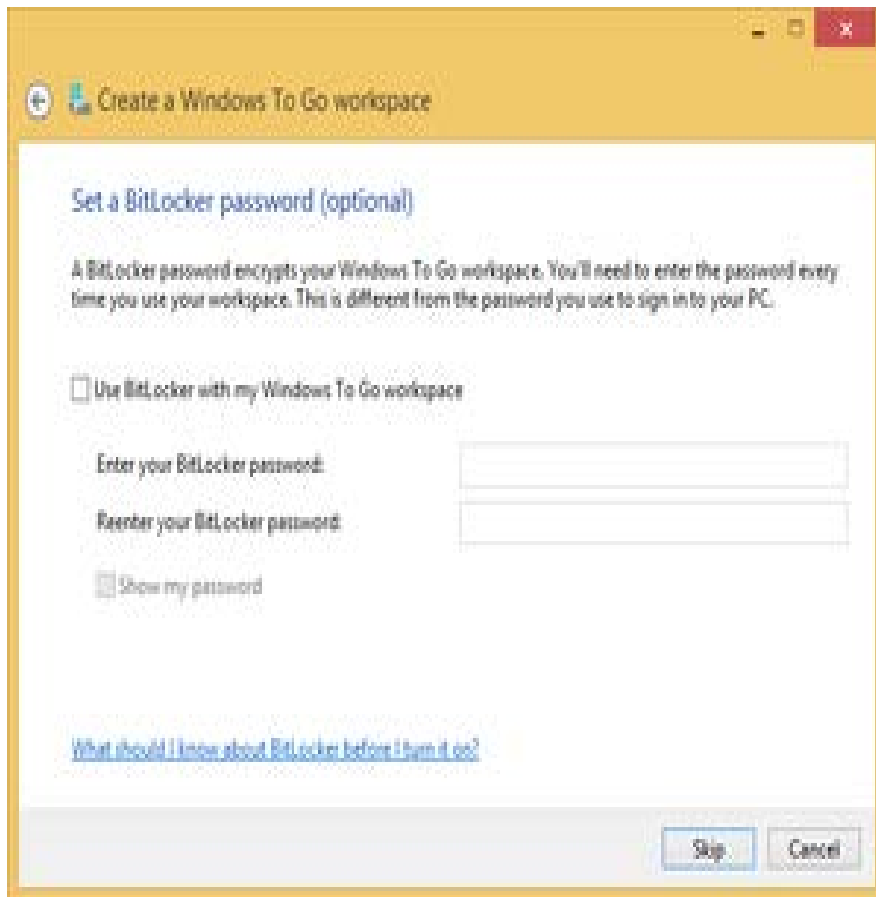 Create a Windows To Go workspace
Set a BitLocker password (optional)
A BitLocker password encrypts your Windows To Go workspace. You'll need to enter the password every
time you use your workspace. This is different from the password you use to sign in to your PC.
Use BitLocker with my Windows To Go workspace
Enter your BitLocker password:
Reenter your BitLocker password:
Show my password
What should I know about BitLocker before I turn it on?
Skip Cancel